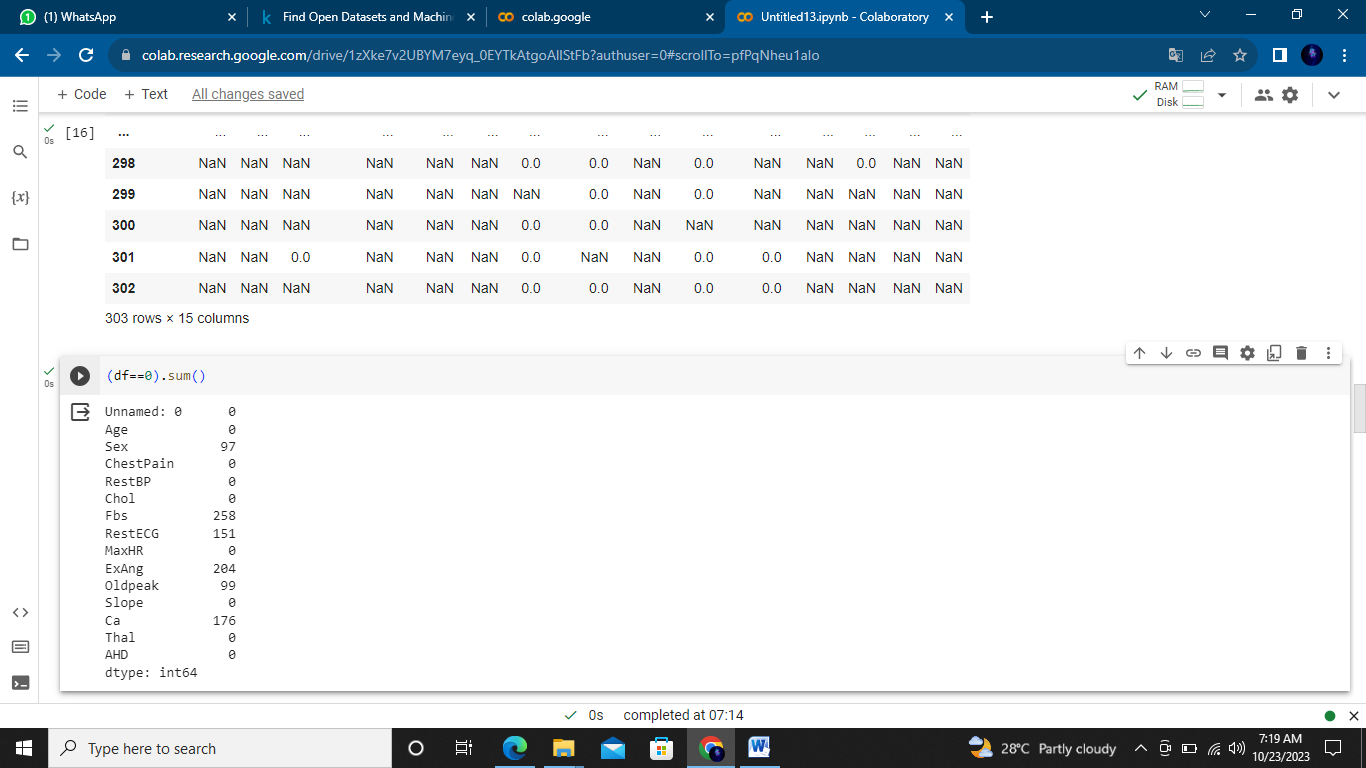 (1) WhatsApp
Find Open Datasets and Machin
colab.google
Untitled13.ipynb - Colaboratory
colab.research.google.com/drive/1zXke7v2UBYM7eyq_0EYTkAtgoAllStFb?authuser=0#scrollTo=pfPqNheu1alo
+ Code + Text All changes saved
RAM
Disk
[16] ... ... ... ... ... ... ... ... ... ... ... ... ... ... ... ...
0s
298 NaN NaN NaN NaN NaN NaN 0.0 0.0 NaN 0.0 NaN NaN 0.0 NaN NaN
299 NaN NaN NaN NaN NaN NaN NaN 0.0 NaN 0.0 NaN NaN NaN NaN NaN
300 NaN NaN NaN NaN NaN NaN 0.0 0.0 NaN NaN NaN NaN NaN NaN NaN
301 NaN NaN 0.0 NaN NaN NaN 0.0 NaN NaN 0.0 0.0 NaN NaN NaN NaN
302 NaN NaN NaN NaN NaN NaN 0.0 0.0 NaN 0.0 0.0 NaN NaN NaN NaN
303 rows × 15 columns
0s
(df==0).sum()
Unnamed: 0 0
Age 0
Sex 97
ChestPain 0
RestBP 0
Chol 0
Fbs 258
RestECG 151
MaxHR 0
ExAng 204
Oldpeak 99
Slope 0
Ca 176
Thal 0
AHD 0
dtype: int64
0s completed at 07:14
Type here to search
28°C Partly cloudy
7:19 AM
10/23/2023